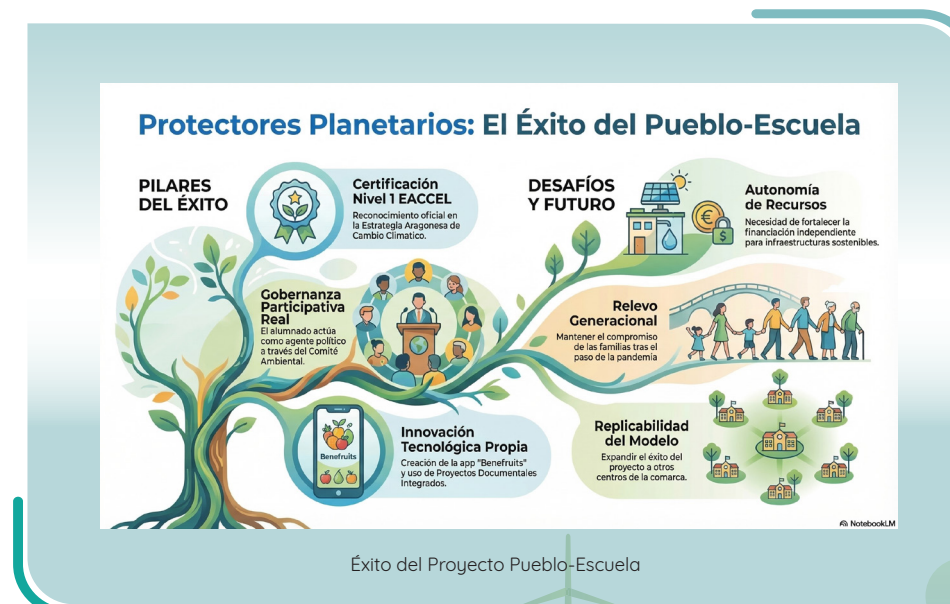 Protectores Planetarios: El Éxito del Pueblo-Escuela
PILARES
DEL ÉXITO
Certificación
Nivel 1 EACCEL
Reconocimiento oficial en
la Estrategia Aragonesa de
Cambio Climatico.
Gobernanza
Participativa
Real
El alumnado actúa
como agente político
a través del Comité
Ambiental.
Benefruits
Innovación
Tecnológica Propia
Creación de la app "Benefruits"
y uso de Proyectos Documentales
Integrados.
DESAFÍOS
Y FUTURO
Autonomía
de Recursos
Necesidad de fortalecer la
financiación independiente
para infraestructuras sostenibles.
Relevo
Generacional
Mantener el compromiso
de las familias tras el
paso de la pandemia
Replicabilidad
del Modelo
Expandir el éxito del
proyecto a otros
centros de la comarca.
NotebookLM
Éxito del Proyecto Pueblo-Escuela